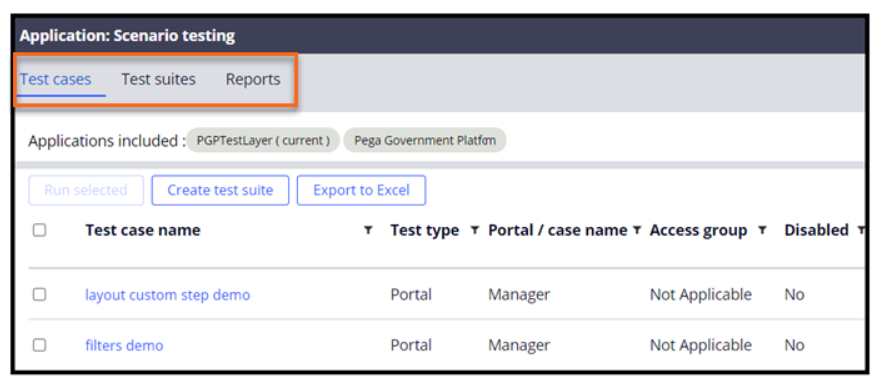 Application: Scenario testing
Test cases Test suites Reports
Applications included : PGPTestLayer ( current ) Pega Government Platfom
Run selected Create test suite Export to Excel
Test case name Test type Portal / case name Access group Disabled
layout custom step demo Portal Manager Not Applicable No
filters demo Portal Manager Not Applicable No